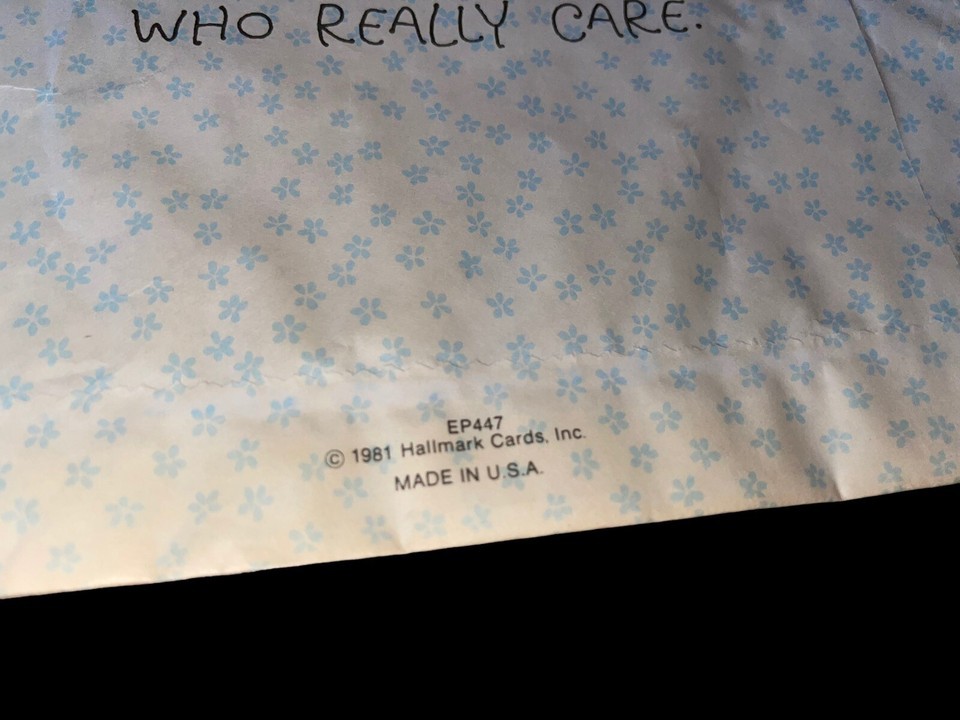 WHO REALLY CARE.
EP447
© 1981 Hallmark Cards, Inc.
MADE IN U.S.A.